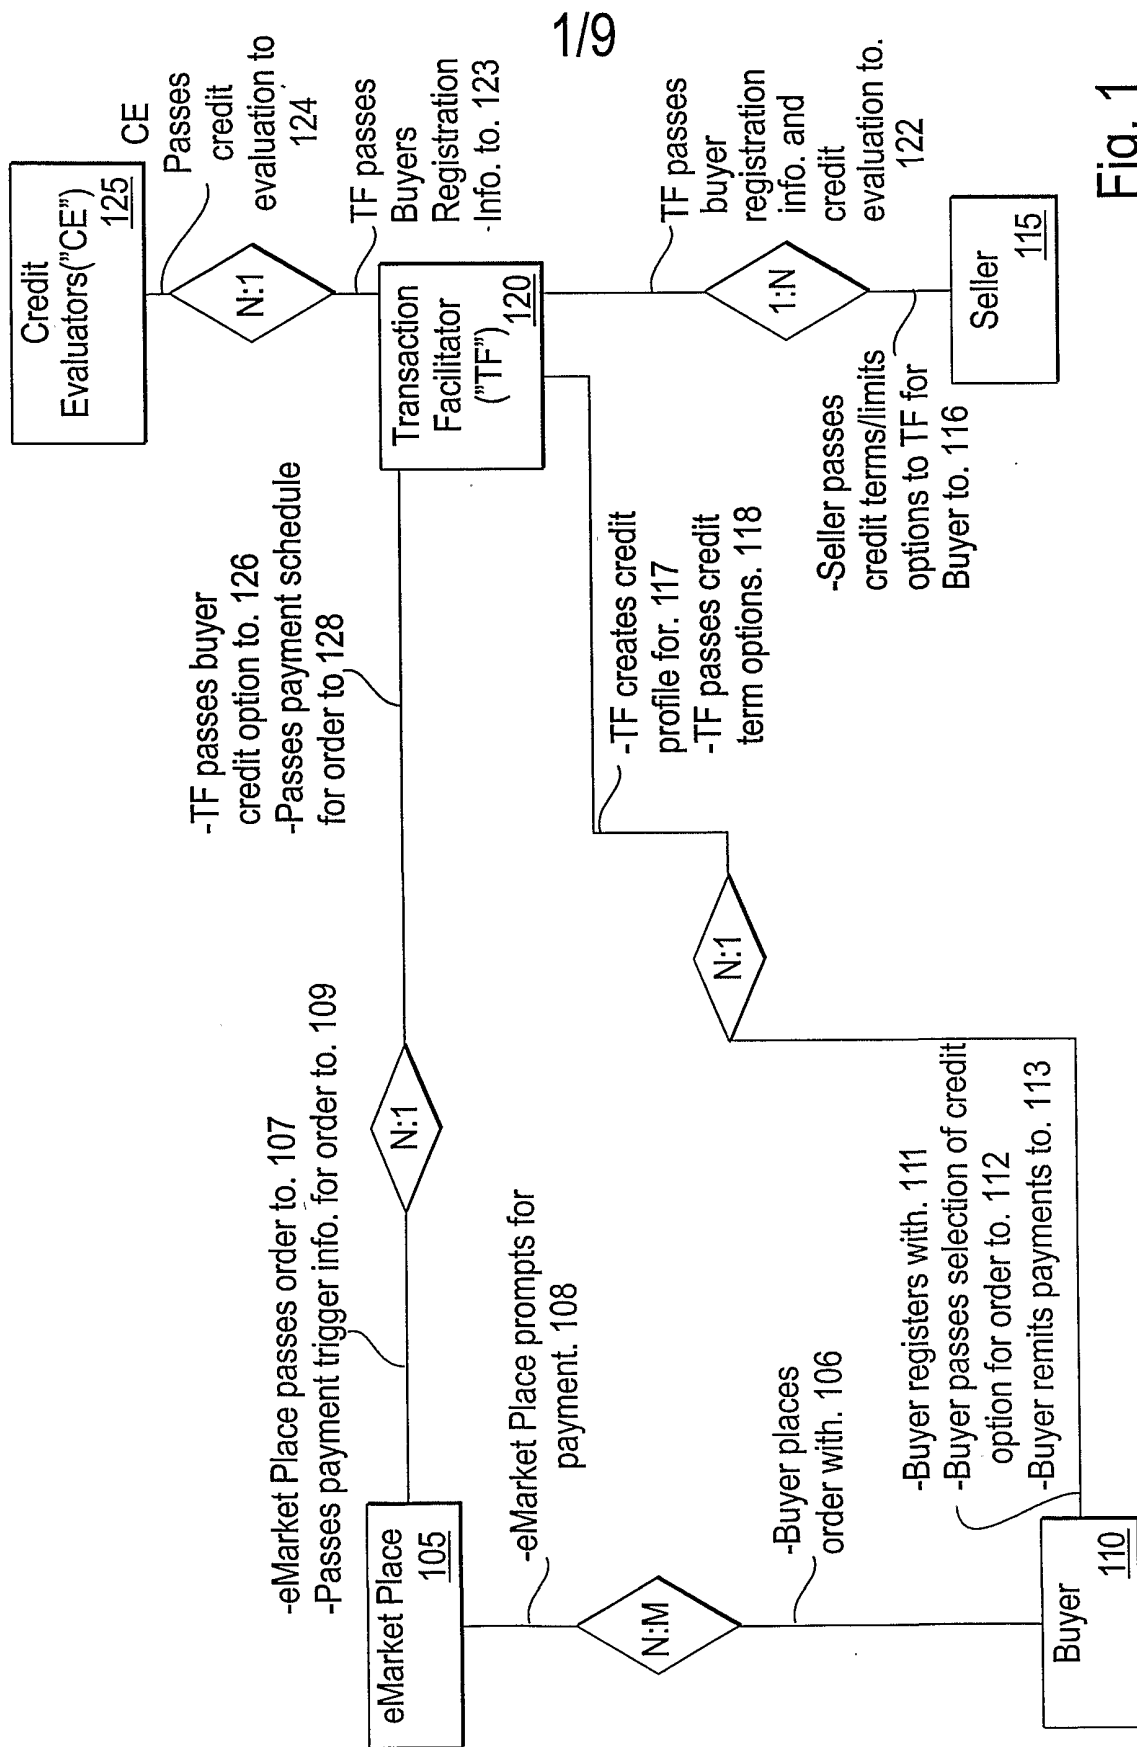 1/9
Credit
Evaluators("CE")
125
CE
Passes
credit
evaluation to
124
N:1
TF passes
Buyers
Registration
-Info. to. 123
Transaction
Facilitator
("TF")
120
-TF passes buyer
credit option to. 126
-Passes payment schedule
for order to 128
N:1
-eMarket Place passes order to. 107
-Passes payment trigger info. for order to. 109
eMarket Place
105
-eMarket Place prompts for
payment. 108
N:M
-Buyer places
order with. 106
Buyer
110
-Buyer registers with. 111
-Buyer passes selection of credit
option for order to. 112
-Buyer remits payments to. 113
N:1
-TF creates credit
profile for. 117
-TF passes credit
term options. 118
TF passes
buyer
registration
info. and
credit
evaluation to.
122
1:N
-Seller passes
credit terms/limits
options to TF for
Buyer to. 116
Seller
115
Fig. 1